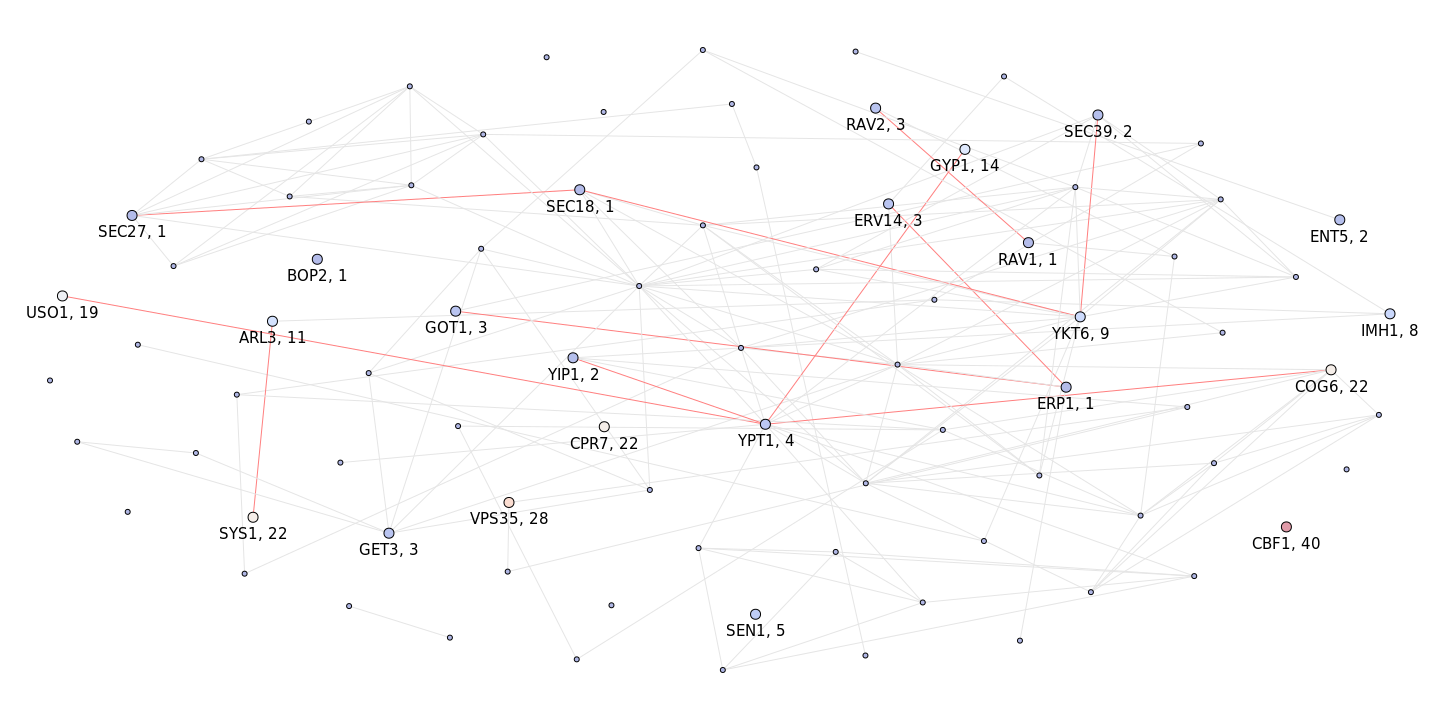 RAV2, 3
SEC39, 2
GYP1, 14
SEC18, 1
ERV14, 3
SEC27, 1
ENT5, 2
RAV1, 1
BOP2, 1
USO1, 19
GOT1, 3
IMH1, 8
ARL3, 11
YKT6, 9
YIP1, 2
COG6, 22
ERP1, 1
YPT1, 4
CPR7, 22
VPS35, 28
SYS1, 22
CBF1, 40
GET3, 3
SEN1, 5